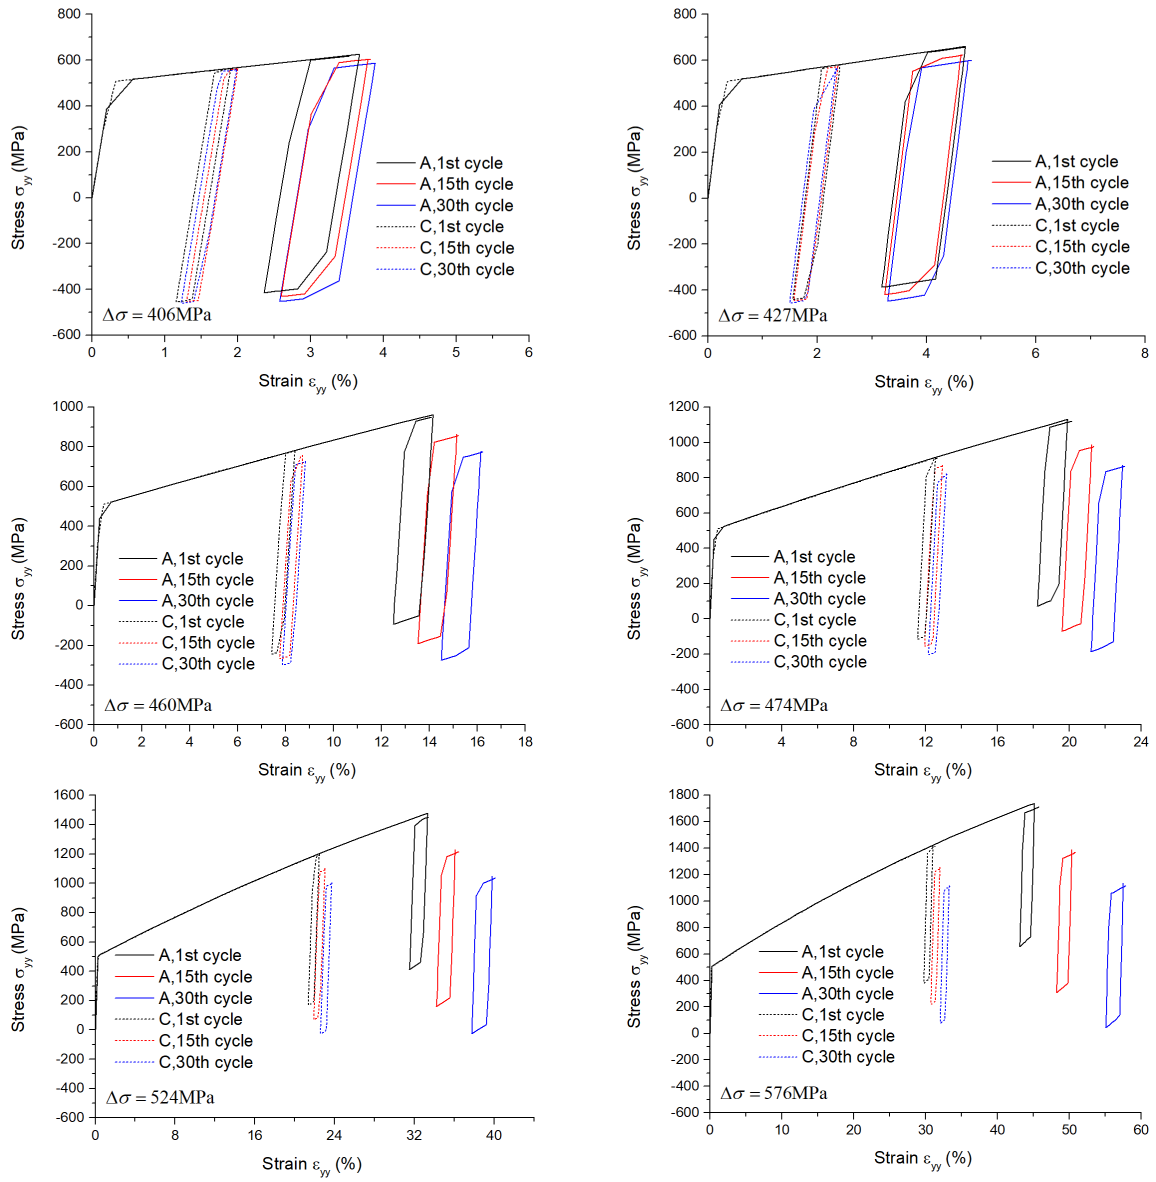 800
600
400
200
0
-200
-400
-600
0
1
2
3
4
5
6
Stress σyy (MPa)
Strain εyy (%)
A,1st cycle
A,15th cycle
A,30th cycle
C,1st cycle
C,15th cycle
C,30th cycle
Δσ = 406MPa
800
600
400
200
0
-200
-400
-600
0
2
4
6
8
Stress σyy (MPa)
Strain εyy (%)
A,1st cycle
A,15th cycle
A,30th cycle
C,1st cycle
C,15th cycle
C,30th cycle
Δσ = 427MPa
1000
800
600
400
200
0
-200
-400
-600
0
2
4
6
8
10
12
14
16
18
Stress σyy (MPa)
Strain εyy (%)
A,1st cycle
A,15th cycle
A,30th cycle
C,1st cycle
C,15th cycle
C,30th cycle
Δσ = 460MPa
1200
1000
800
600
400
200
0
-200
-400
-600
0
4
8
12
16
20
24
Stress σyy (MPa)
Strain εyy (%)
A,1st cycle
A,15th cycle
A,30th cycle
C,1st cycle
C,15th cycle
C,30th cycle
Δσ = 474MPa
1600
1400
1200
1000
800
600
400
200
0
-200
-400
-600
0
8
16
24
32
40
Stress σyy (MPa)
Strain εyy (%)
A,1st cycle
A,15th cycle
A,30th cycle
C,1st cycle
C,15th cycle
C,30th cycle
Δσ = 524MPa
1800
1600
1400
1200
1000
800
600
400
200
0
-200
-400
-600
0
10
20
30
40
50
60
Stress σyy (MPa)
Strain εyy (%)
A,1st cycle
A,15th cycle
A,30th cycle
C,1st cycle
C,15th cycle
C,30th cycle
Δσ = 576MPa